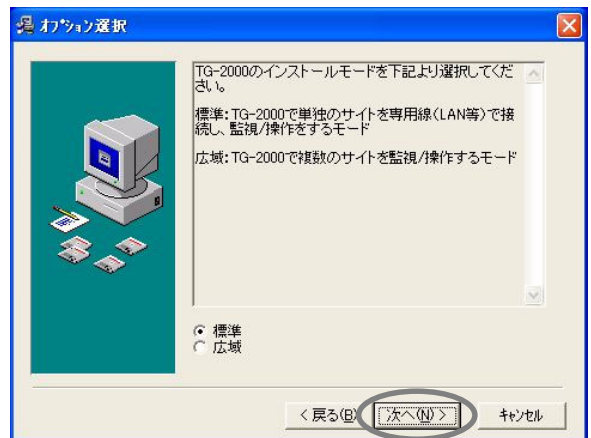 オプション選択
TG-2000のインストールモードを下記より選択してくだ
さい。
標準：TG-2000で単独のサイトを専用線（LAN等）で接
続し、監視/操作をするモード
広域：TG-2000で複数のサイトを監視/操作するモード
標準
広域
< 戻る(B) 次へ(N) > キャンセル